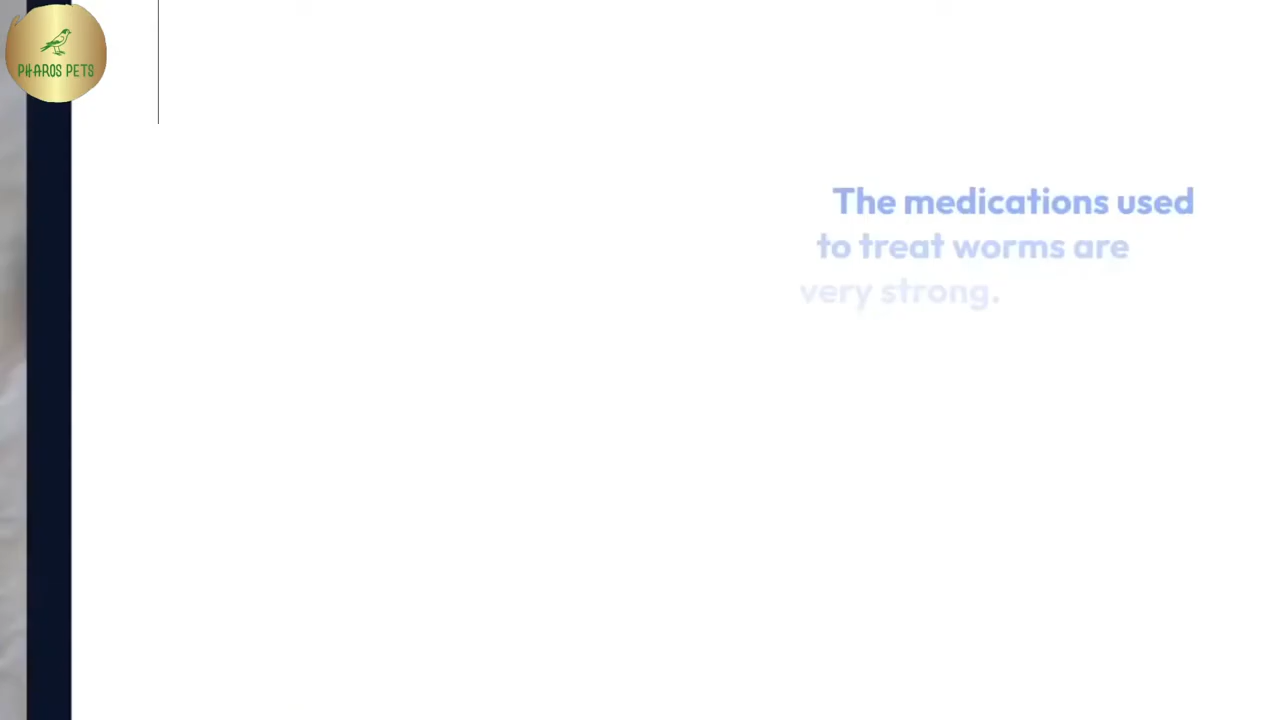 PHAROS PETS
The medications used
to treat worms are
very strong.